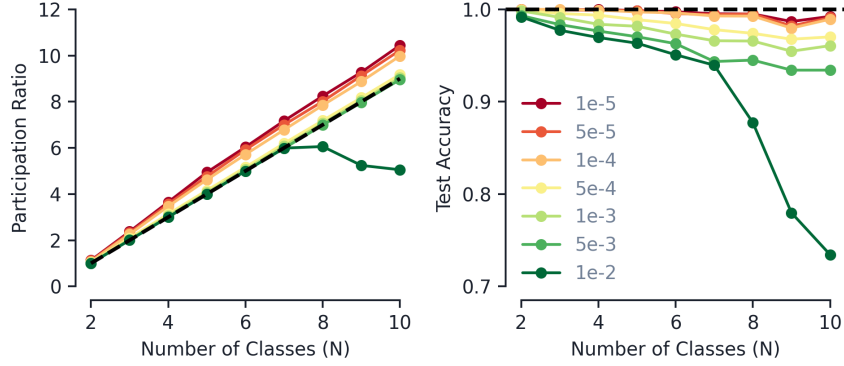 12
10
8
6
4
2
0
Participation Ratio
2 4 6 8 10
Number of Classes (N)
1.0
0.9
0.8
0.7
Test Accuracy
1e-5
5e-5
1e-4
5e-4
1e-3
5e-3
1e-2
2 4 6 8 10
Number of Classes (N)